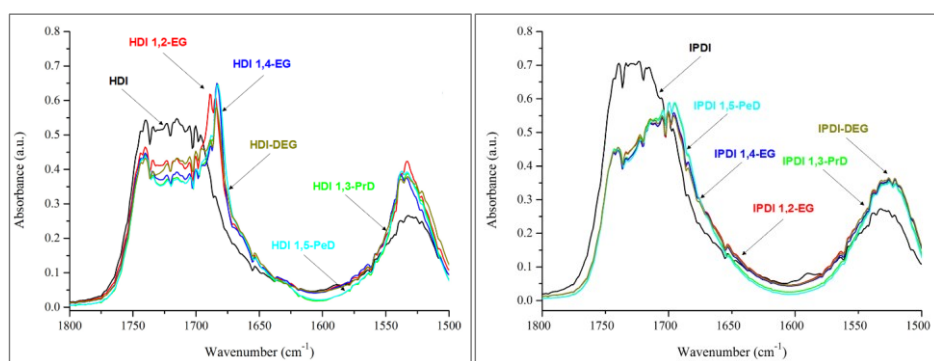 0.8
0.7
0.6
0.5
0.4
0.3
0.2
0.1
0.0
Absorbance (a.u.)
HDI 1,2-EG
HDI 1,4-EG
HDI
HDI-DEG
HDI 1,3-PrD
HDI 1,5-PeD
1800 1750 1700 1650 1600 1550 1500
Wavenumber (cm-1)
0.8
0.7
0.6
0.5
0.4
0.3
0.2
0.1
0.0
Absorbance (a.u.)
IPDI
IPDI 1,5-PeD
IPDI-DEG
IPDI 1,4-EG
IPDI 1,3-PrD
IPDI 1,2-EG
1800 1750 1700 1650 1600 1550 1500
Wavenumber (cm-1)